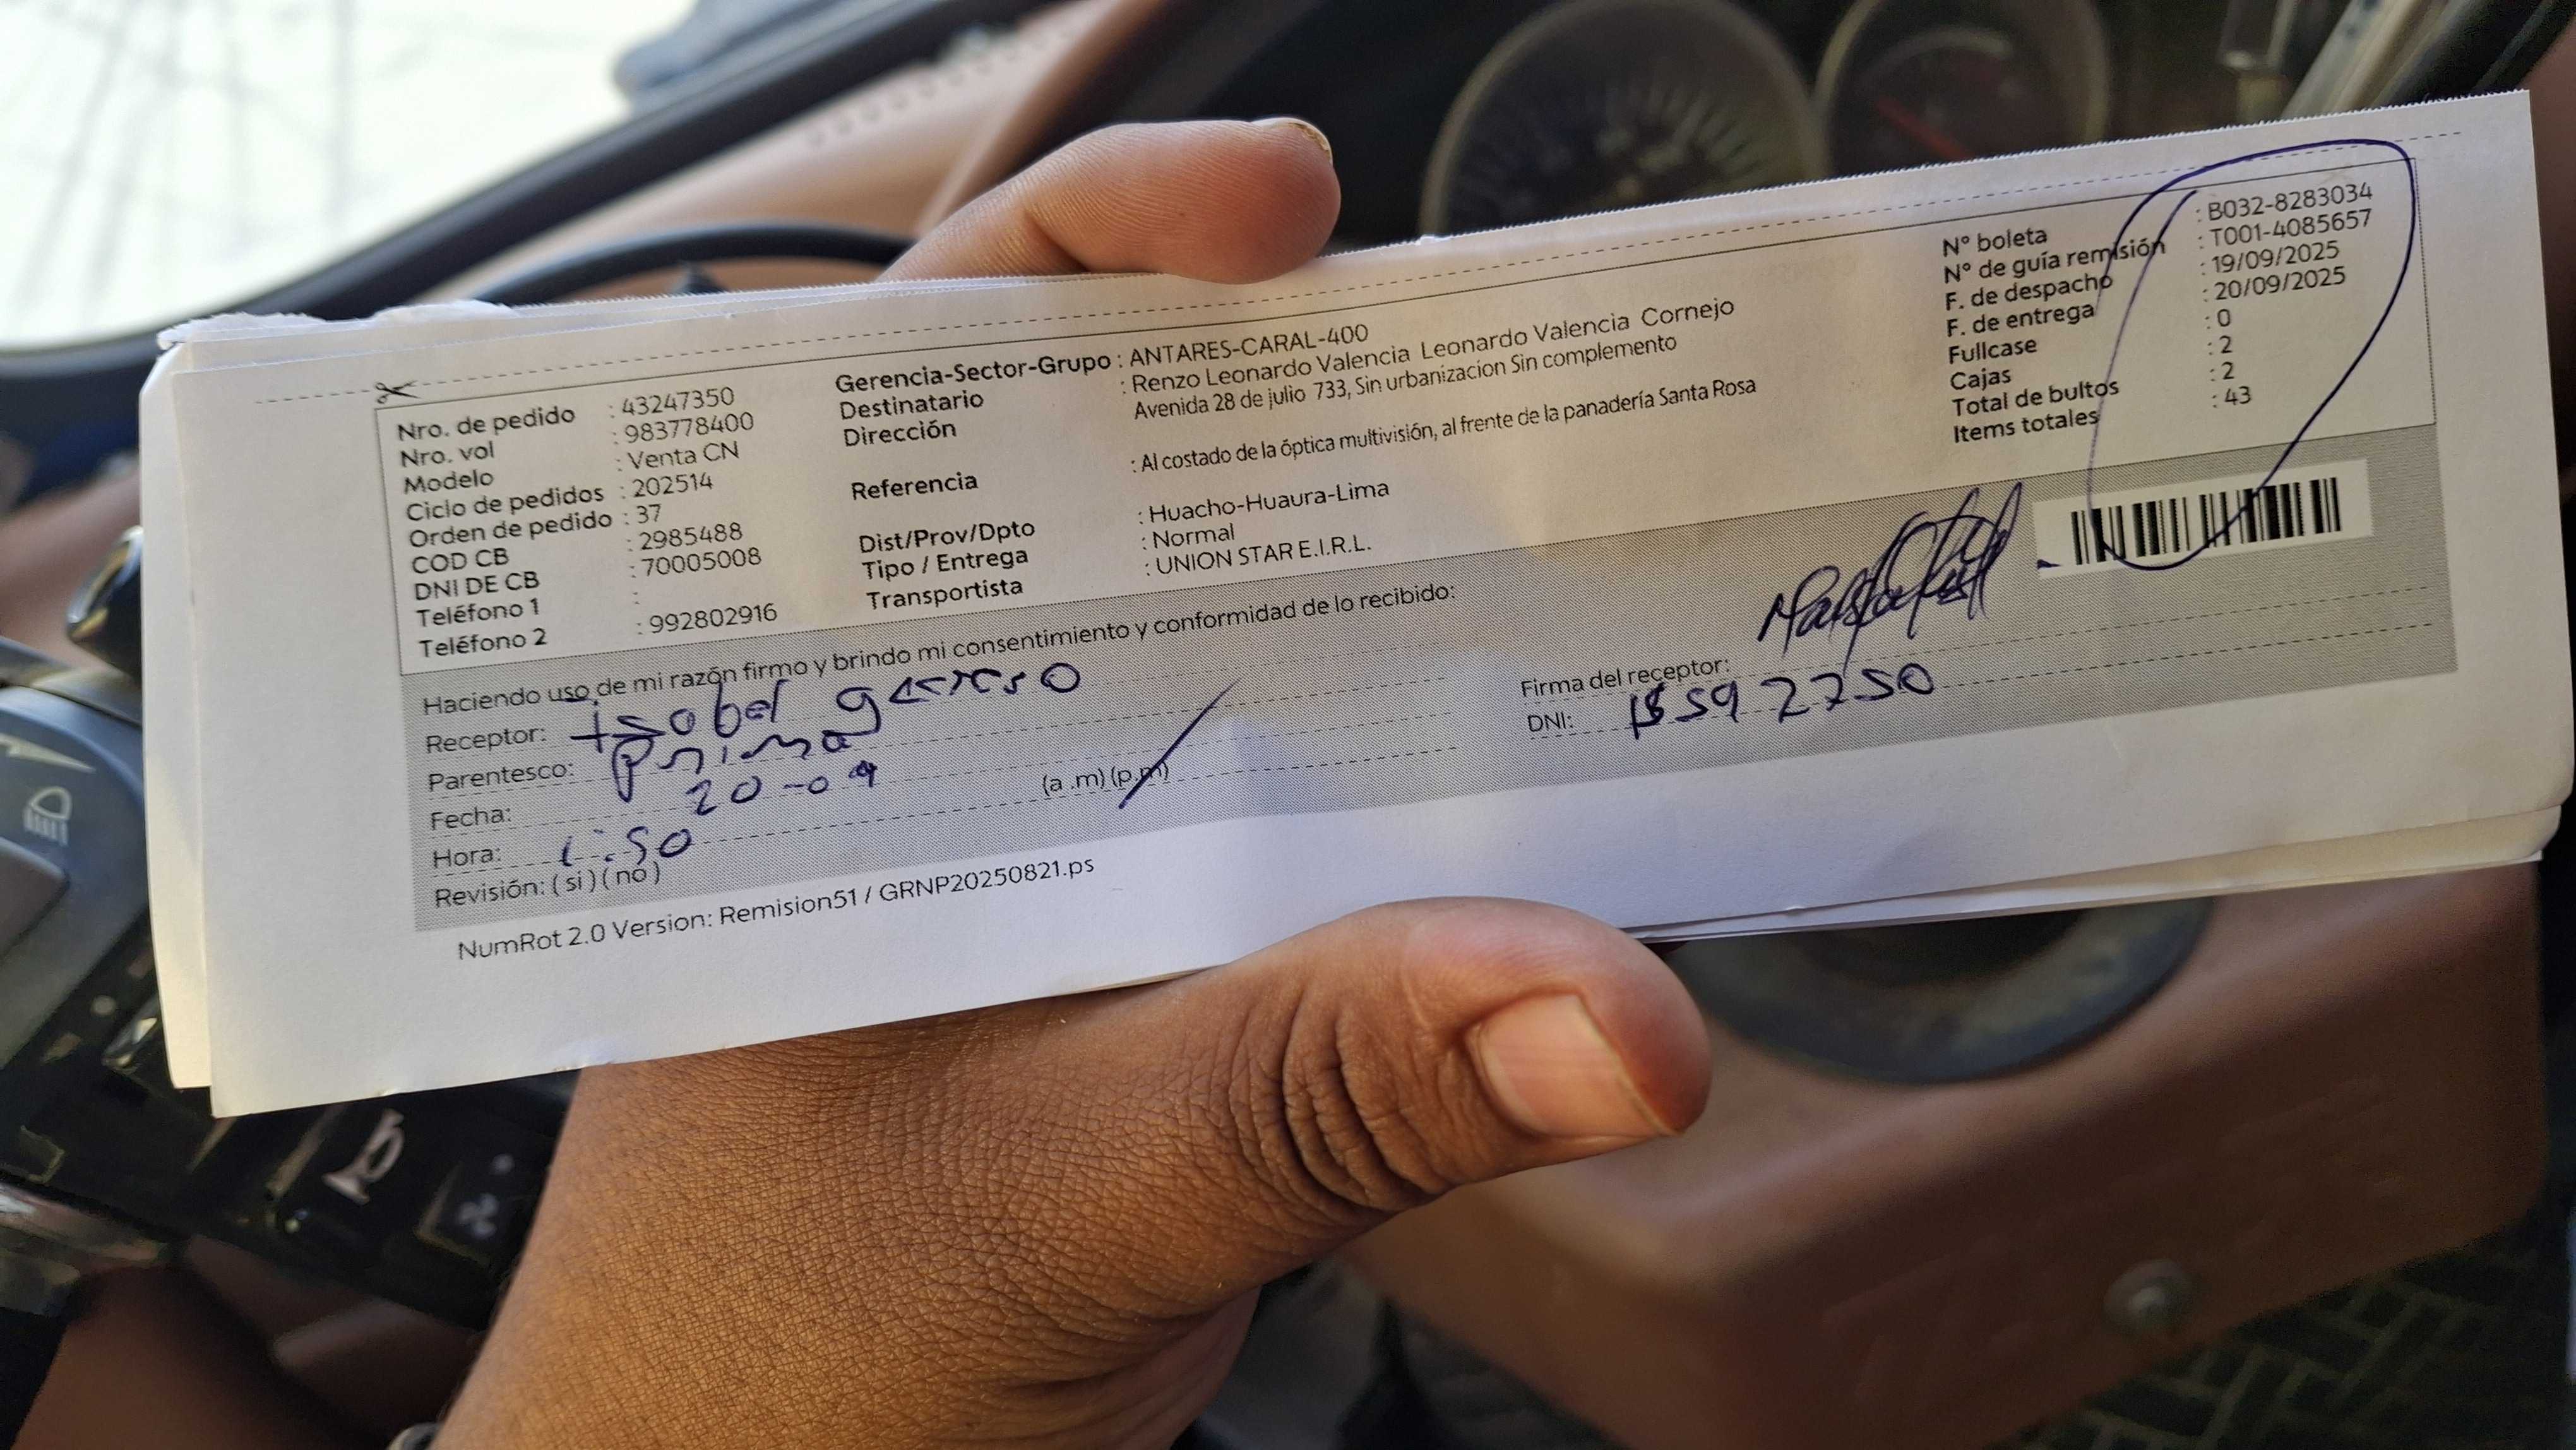 Nro. de pedido : 43247350
Nro. vol : 983778400
Modelo : Venta CN
Ciclo de pedidos : 202514
Orden de pedido : 37
COD CB : 2985488
DNI DE CB : 70005008
Teléfono 1 :
Teléfono 2 : 992802916
Gerencia-Sector-Grupo : ANTARES-CARAL-400
Destinatario : Renzo Leonardo Valencia Leonardo Valencia Cornejo
Dirección Avenida 28 de julio 733, Sin urbanizacion Sin complemento
Referencia : Al costado de la óptica multivisión, al frente de la panadería Santa Rosa
Dist/Prov/Dpto : Huacho-Huaura-Lima
Tipo / Entrega : Normal
Transportista : UNION STAR E.I.R.L.
N° boleta : B032-8283034
N° de guía remisión : T001-4085657
F. de despacho : 19/09/2025
F. de entrega : 20/09/2025
Fullcase : 0
Cajas : 2
Total de bultos : 2
Items totales : 43
Haciendo uso de mi razón firmo y brindo mi consentimiento y conformidad de lo recibido:
Receptor: Isabel
Parentesco: prima
Fecha: 20-09
Hora: 1:50 (a .m) (p.m)
Revisión: ( si ) ( no )
Firma del receptor:
DNI:
NumRot 2.0 Version: Remision51 / GRNP20250821.ps